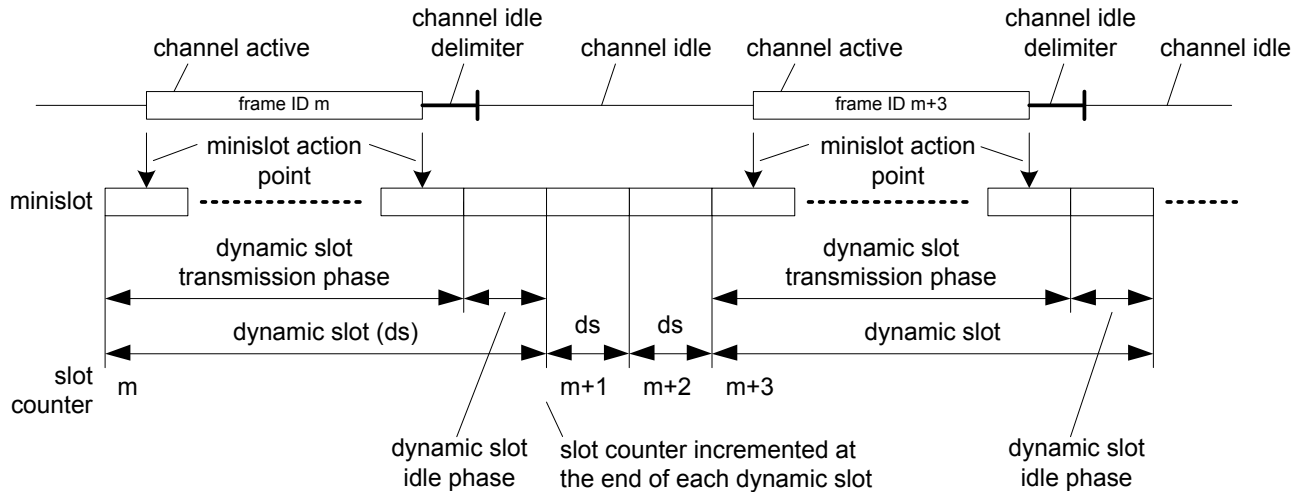 channel active
channel idle
delimiter
channel idle
channel active
channel idle
delimiter
channel idle
frame ID m
frame ID m+3
minislot action
point
minislot action
point
minislot
dynamic slot
transmission phase
dynamic slot
transmission phase
dynamic slot (ds)
ds
ds
dynamic slot
slot
counter
m
m+1
m+2
m+3
dynamic slot
idle phase
slot counter incremented at
the end of each dynamic slot
dynamic slot
idle phase